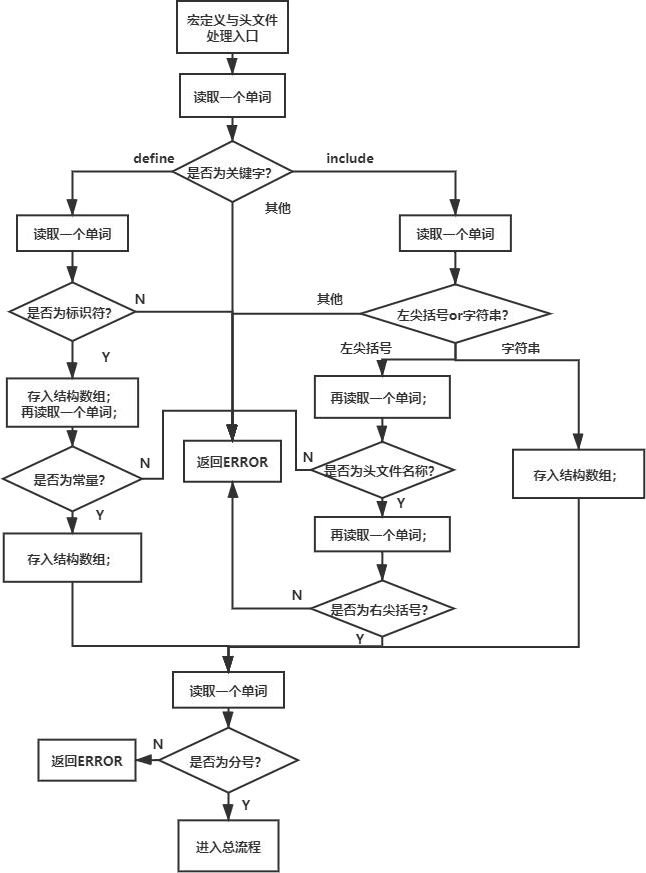 宏定义与头文件
处理入口
读取一个单词
define
include
是否为关键字?
其他
读取一个单词
读取一个单词
N
其他
是否为标识符?
左尖括号or字符串?
Y
左尖括号
字符串
存入结构数组;
再读取一个单词;
再读取一个单词;
N
N
返回ERROR
是否为头文件名称?
是否为常量?
存入结构数组;
Y
Y
再读取一个单词;
存入结构数组;
N
是否为右尖括号?
Y
读取一个单词
N
返回ERROR
是否为分号?
Y
进入总流程